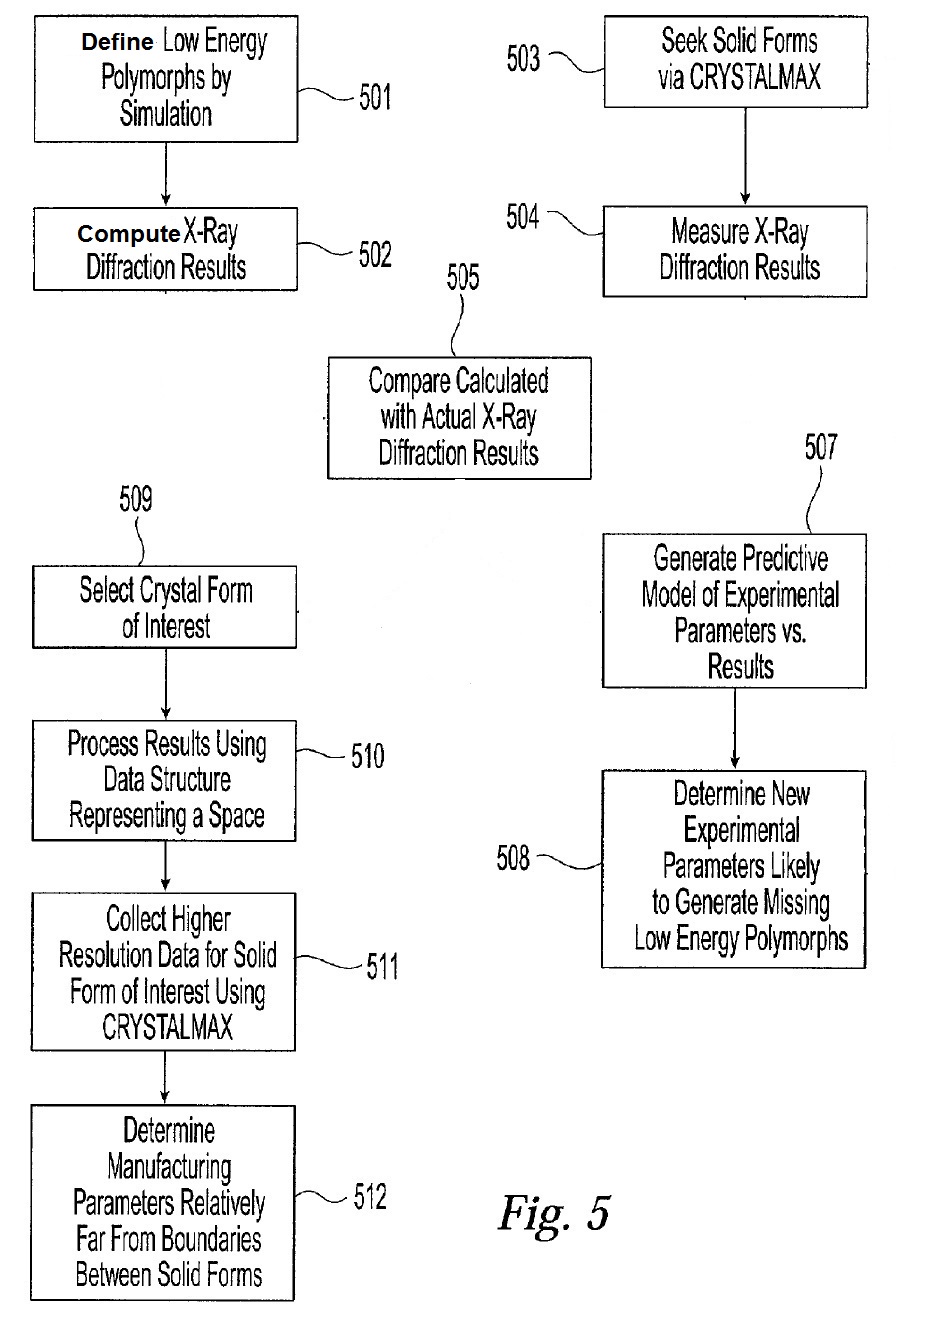 Define Low Energy
Polymorphs by
Simulation
501
Seek Solid Forms
via CRYSTALMAX
503
Compute X-Ray
Diffraction Results
502
Measure X-Ray
Diffraction Results
504
505
Compare Calculated
with Actual X-Ray
Diffraction Results
507
Generate Predictive
Model of Experimental
Parameters vs.
Results
509
Select Crystal Form
of Interest
Process Results Using
Data Structure
Representing a Space
510
Determine New
Experimental
Parameters Likely
to Generate Missing
Low Energy Polymorphs
508
Collect Higher
Resolution Data for Solid
Form of Interest Using
CRYSTALMAX
511
Determine
Manufacturing
Parameters Relatively
Far From Boundaries
Between Solid Forms
512
Fig. 5